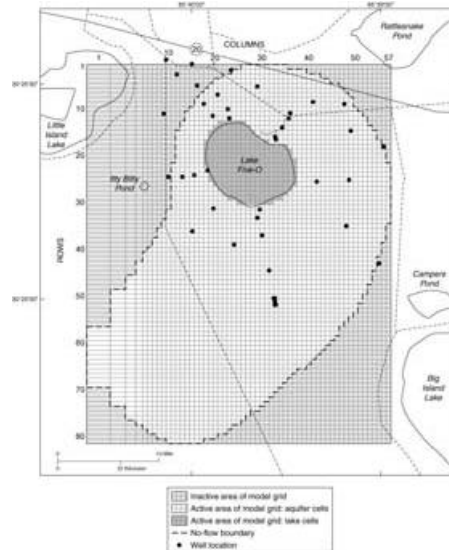 COLUMNS
1 10 20 30 40 50 57
Rattlesnake
Pond
Little
Island
Lake
Lake
Five-O
Pond
ROWS
1
10
20
30
40
50
60
70
80
Campers
Pond
Big
Island
Lake
Inactive area of model grid
Active area of model grid: aquifer cells
Active area of model grid: lake cells
No-flow boundary
Well location